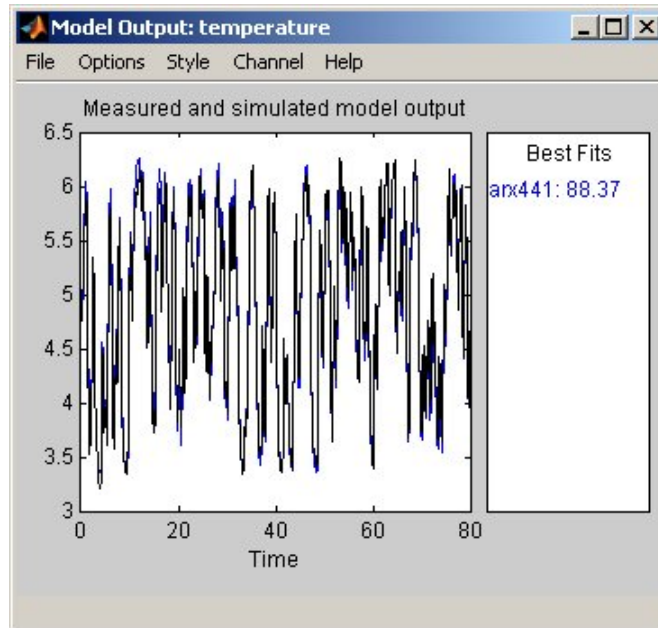 Model Output: temperature
File Options Style Channel Help
Measured and simulated model output
6.5
6
5.5
5
4.5
4
3.5
3
0 20 40 60 80
Time
Best Fits
arx441: 88.37